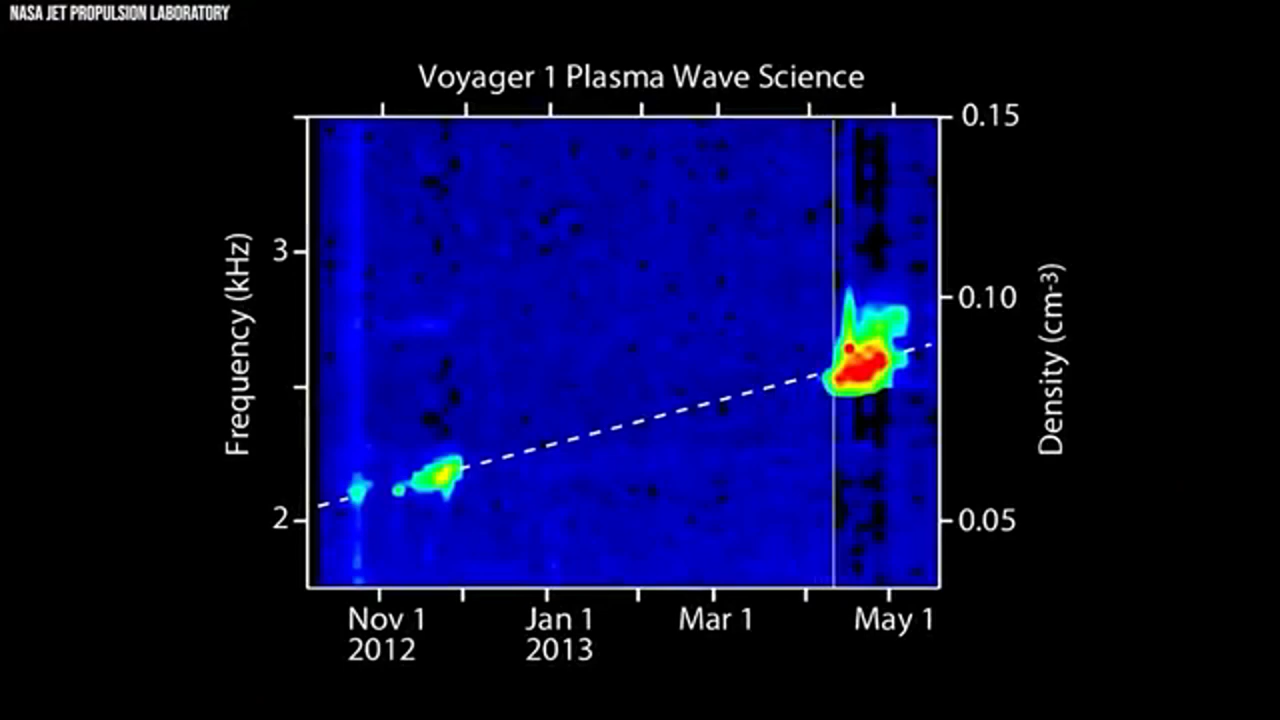 NASA JET PROPULSION LABORATORY
Voyager 1 Plasma Wave Science
0.15
3
0.10
Frequency (kHz)
Density (cm-3)
2
0.05
Nov 1 2012
Jan 1 2013
Mar 1
May 1